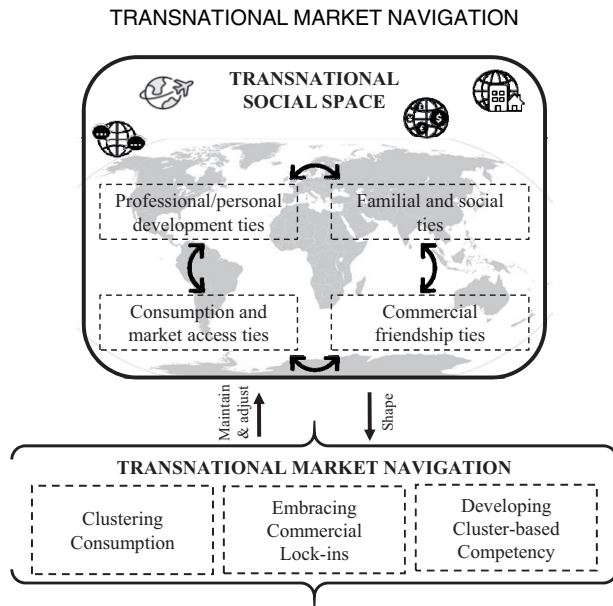 TRANSNATIONAL MARKET NAVIGATION
TRANSNATIONAL
SOCIAL SPACE
Professional/personal
development ties
Familial and social
ties
Consumption and
market access ties
Commercial
friendship ties
Maintain
& adjust
Shape
TRANSNATIONAL MARKET NAVIGATION
Clustering
Consumption
Embracing
Commercial
Lock-ins
Developing
Cluster-based
Competency